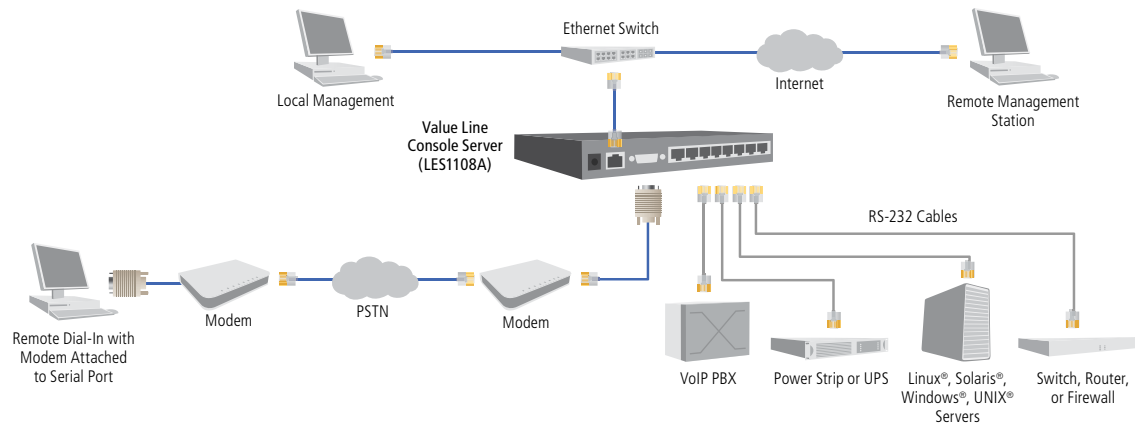 Ethernet Switch
Local Management
Internet
Remote Management
Station
Value Line
Console Server
(LES1108A)
RS-232 Cables
Modem
PSTN
Modem
Remote Dial-In with
Modem Attached
to Serial Port
VoIP PBX
Power Strip or UPS
Linux®, Solaris®,
Windows®, UNIX®
Servers
Switch, Router,
or Firewall